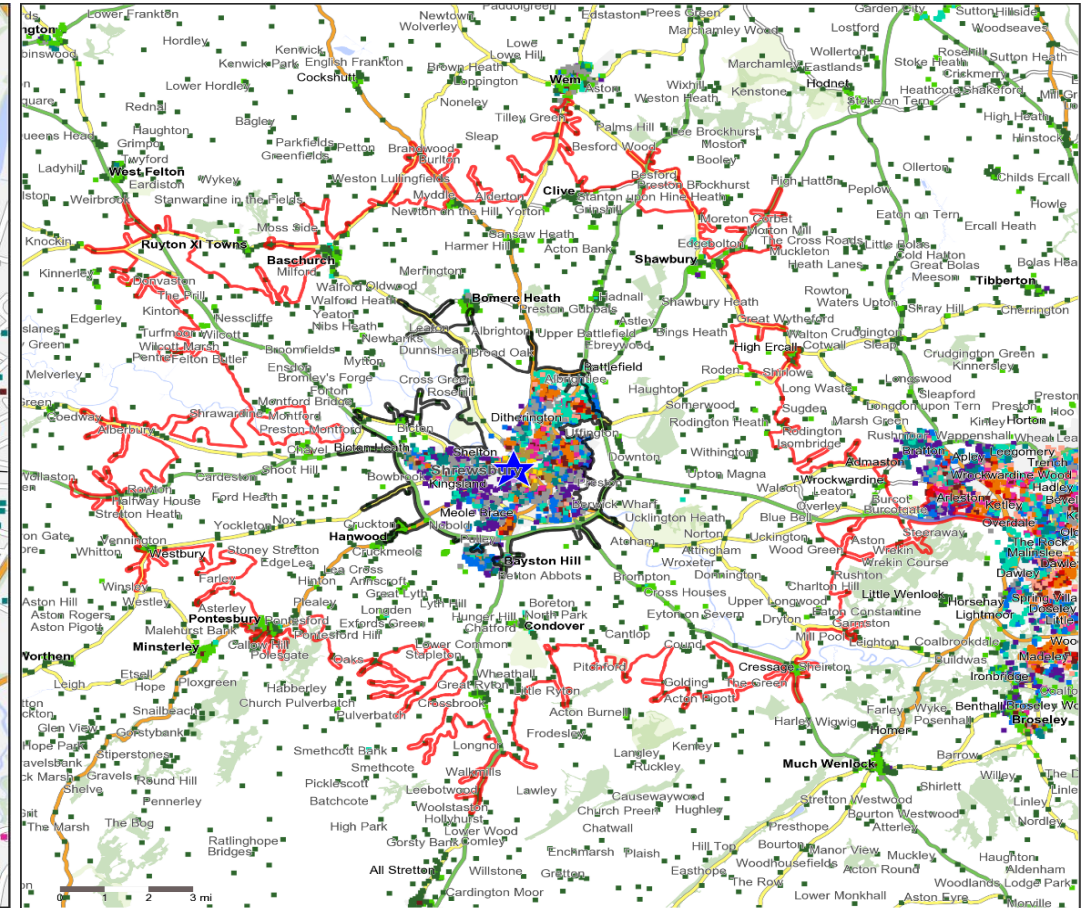 Lower Frankton
Newtown
Wolverley
Edstaston
Prees Green
Marchamley Wood
Garden City
Sutton
Hillside
Woodseaves
Hordley
Kentwick
English Frankton
Lowe
Lowe Hill
Lostford
Wollerton
Eastlands
Rosehill
Sutton Heath
Stoke Heath
Kenwick Park
Cockshutt
Brown Heath
Loppington
Wem
Aston
Wixhill
Marchamley
Kenstone
Hodnet
Crickmerry
Heathcote
Shakeford
Lower Hordley
Weston Heath
Stoke on Tern
Rednal
Noneley
Tilley Green
Palms Hill
High Heath
Haughton
Bagley
Sleap
Lee Brockhurst
Moston
Hinstock
Grimpo
Parkfields
Greenfields
Petton
Brandwood
Burlton
Besford Wood
Booley
Ladyhill
Twyford
West Felton
Eardiston
Wykey
Weston Lullingfields
Besford
Ollerton
Childs Ercall
Weirbrook
Stanwardine in the Fields
Myddle
Alderton
Clive
Preston Brockhurst
Stanton upon Hine Heath
High Hatton
Peplow
Newton on the Hill
Yorton
Grinshill
Howle
Moss Side
Moreton Corbet
Morton Mill
Eaton on Tern
Ercall Heath
Knockin
Ruyton XI Towns
Sansaw Heath
Harmer Hill
Acton Bank
Edgebolton
The Cross Roads
Muckleton
Little Bolas
Cold Hatton
Baschurch
Milford
Shawbury
Heath Lanes
Great Bolas
Meeson
Kinnerley
Merrington
Tibberton
Walford
Oldwood
Walford Heath
Bomere Heath
Hadnall
Shawbury Heath
Rowton
Waters Upton
Shray Hill
Cherrington
Kinton
Yeaton
Preston Gubbals
Edgerley
Nesscliffe
Nibs Heath
Leaton
Albrighton
Upper Battlefield
Astley
Bings Heath
Great Wytheford
Walton
Crudgington
Turfmoor
Wilcott
Wilcott Marsh
Newbanks
Ebreywood
High Ercall
Cotwall
Sleap
Felton Butler
Broomfields
Dunnsheath
Broad Oak
Crudgington Green
Kinnersley
Melverley
Ensdon
Mytton
Battlefield
Roden
Bromley's Forge
Cross Green
Rosehill
Haughton
Long Waste
Longswood
Sleapford
Montford Bridge
Somerwood
Sugden
Longdon upon Tern
Preston
Shrawardine
Montford
Ditherington
Rodington Heath
Marsh Green
Kinley
Horton
Hoo
Alberbury
Preston Montford
Bicton
Uffington
Rodington
Isombridge
Rushmoor
Wappenshall
Bicton Heath
Shelton
Withington
Bratton
Leegomery
Chavel
Downton
Admaston
Apley
Trench
Shoot Hill
Shrewsbury
Upton Magna
Wrockwardine
Wrockwardine Wood
Cardeston
Bowbrook
Kingsland
Preston
Walcot
Leaton
Hadley
Rowton
Halfway House
Ford Heath
Berwick Wharf
Overley
Burcot
Burcotgate
Arleston
Ketley
Stretton Heath
Nox
Meole Brace
Ucklington Heath
Blue Bell
Overdale
Yockleton
Cruckton
Nobold
Norton
Uckington
Steeraway
Hanwood
Pulley
Atcham
Attingham
Wood Green
Aston
The Rock
Wennington
Whitton
Westbury
Stoney Stretton
Cruckmeole
Bayston Hill
Wroxeter
Wrekin
Wrekin Course
Malinslee
EdgeLea
Lea Cross
Betton Abbots
Donnington
Rushton
Dawley
Winsley
Farley
Hinton
Arnscroft
Brompton
Charlton Hill
Great Lyth
Cross Houses
Little Wenlock
Horsehay
Spring Village
Aston Hill
Westley
Asterley
Plealey
Longden
Lyth Hill
Boreton
Upper Longwood
Eaton Constantine
Doseley
Aston Rogers
Aston Pigott
Pontesbury
Pontesford
Exfords Green
Hunger Hill
North Park
Eyton on Severn
Garmston
Lightmoor
Malehurst Bank
Pontesford Hill
Chatford
Condover
Dryton
Cantlop
Mill Pool
Leighton
Coalbrookdale
Minsterley
Callow Hill
Polesgate
Lower Common
Cound
Buildwas
Madeley
Worthen
Oaks
Stapleton
Pitchford
Cressage
Sheinton
Etsell
Wheathall
Ironbridge
Leigh
Hope
Ploxgreen
Habberley
Great Ryton
Little Ryton
Golding
The Green
Farley
Wyke
Benthall
Church Pulverbatch
Crossbrook
Acton Pigott
Posenhall
Broseley Wood
Snailbeach
Pulverbatch
Acton Burnell
Harley
Wigwig
Broseley
Glen View
Gorstybank
Frodesley
Homer
Hope Park
Stiperstones
Smethcott Bank
Longnor
Langley
Kenley
Barrow
Ruckley
Much Wenlock
Gravels
Round Hill
Smethcote
Walkmills
Willey
Shelve
Picklescott
Leebotwood
Lawley
Causewaywood
Shirlett
Pennerley
Batchcote
Woolstaston
Church Preen
Hughley
Stretton Westwood
Linley
Hollyhurst
Bourton Westwood
The Marsh
The Bog
High Park
Lower Wood
Chatwall
Presthope
Atterley
Nordley
Ratlinghope
Bridges
Gorsty Bank
Comley
Hill Top
Bourton
Manor View
Muckley
Enchmarsh
Plaish
Woodhousefields
Acton Round
Haughton
All Stretton
Willstone
Gretton
Easthope
Aldenham
The Row
Woodlands
Lodge Park
0 1 2 3 mi
Cardington Moor
Lower Monkhall
Aston Eyre
Morville